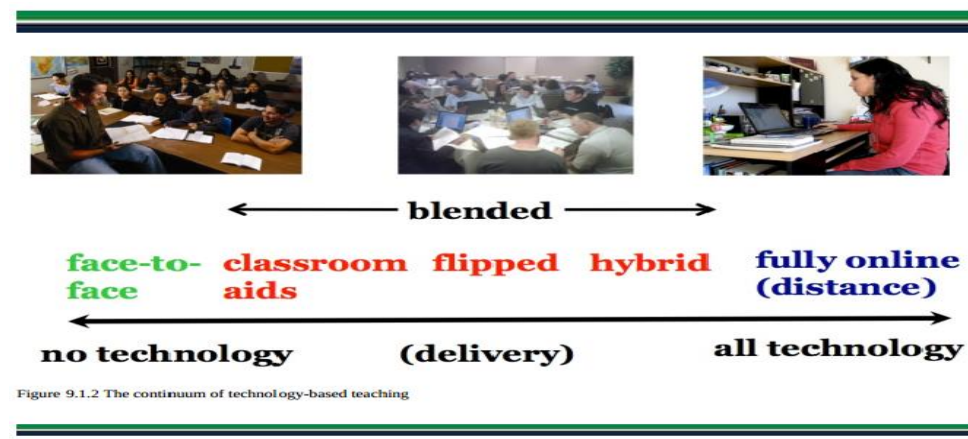 blended
face-to- classroom flipped hybrid fully online
face aids (distance)
no technology (delivery) all technology
Figure 9.1.2 The continuum of technology-based teaching